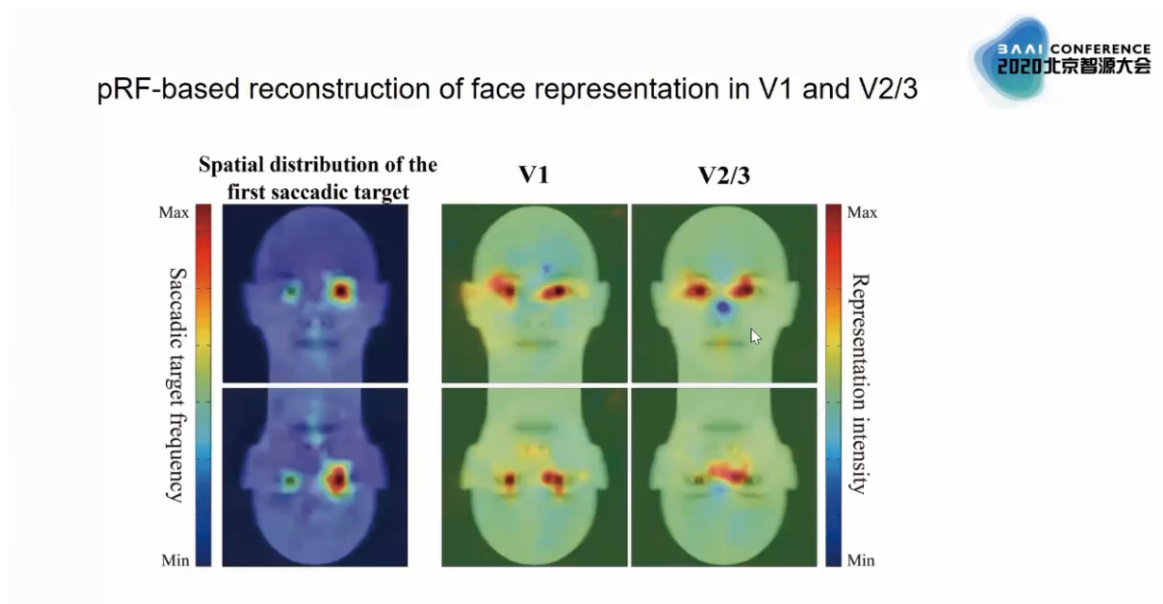 BAAI CONFERENCE
2020北京智源大会
pRF-based reconstruction of face representation in V1 and V2/3
Spatial distribution of the
first saccadic target
V1
V2/3
Max
Saccadic target frequency
Min
Max
Representation intensity
Min